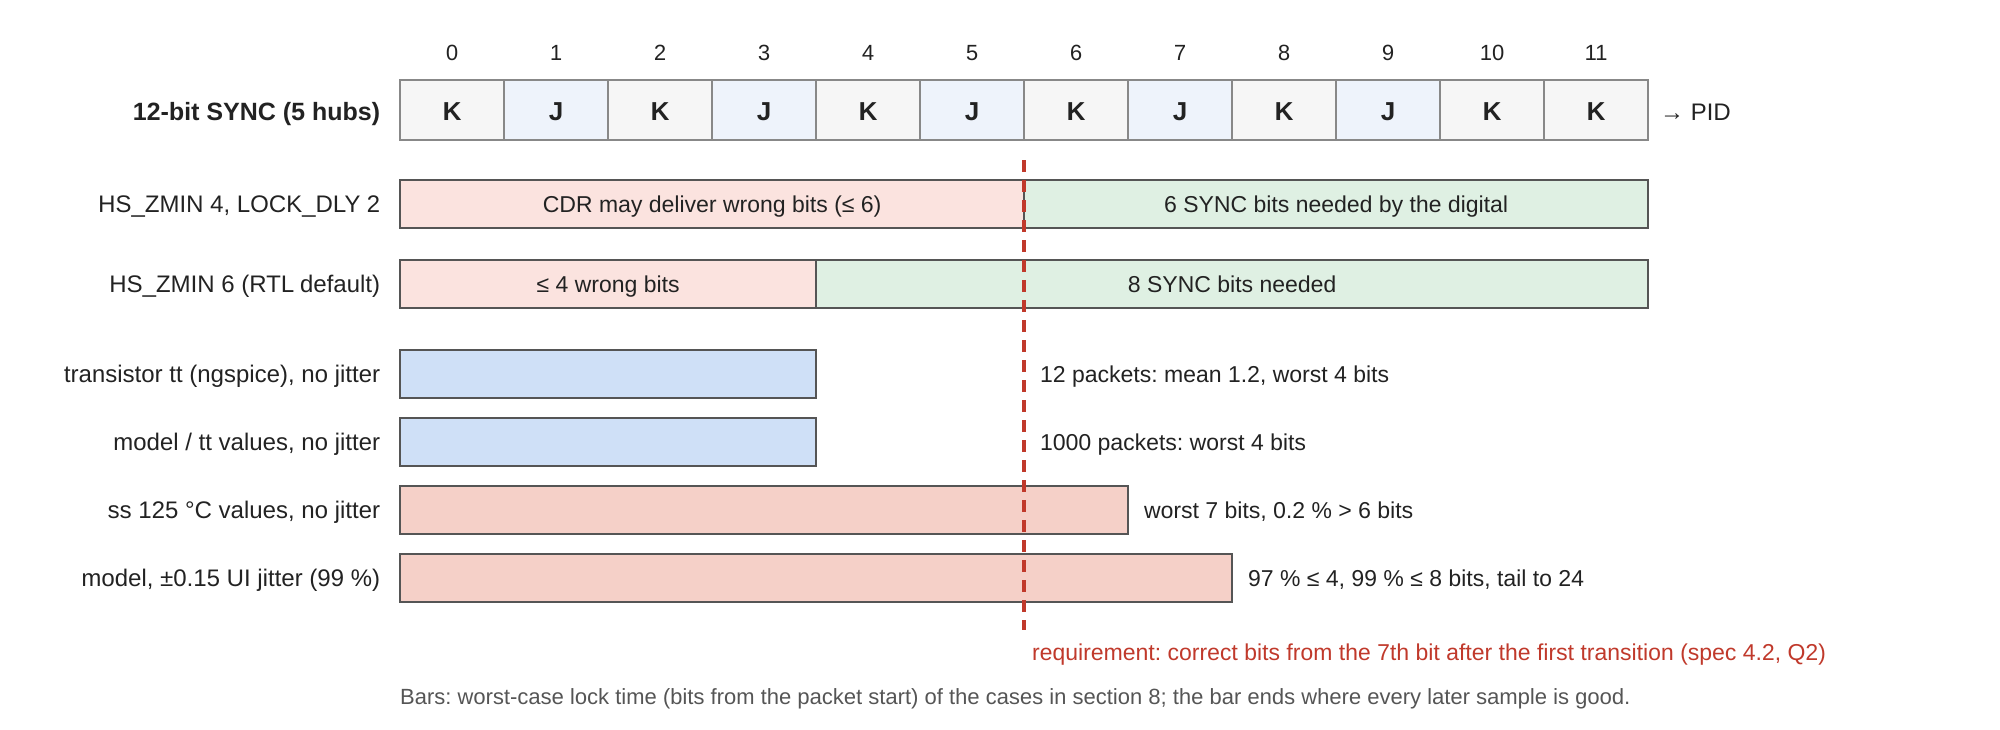 0 1 2 3 4 5 6 7 8 9 10 11
12-bit SYNC (5 hubs) K J K J K J K J K J K K → PID
HS_ZMIN 4, LOCK_DLY 2 CDR may deliver wrong bits (≤ 6) 6 SYNC bits needed by the digital
HS_ZMIN 6 (RTL default) ≤ 4 wrong bits 8 SYNC bits needed
transistor tt (ngspice), no jitter 12 packets: mean 1.2, worst 4 bits
model / tt values, no jitter 1000 packets: worst 4 bits
ss 125 °C values, no jitter worst 7 bits, 0.2 % > 6 bits
model, ±0.15 UI jitter (99 %) 97 % ≤ 4, 99 % ≤ 8 bits, tail to 24
requirement: correct bits from the 7th bit after the first transition (spec 4.2, Q2)
Bars: worst-case lock time (bits from the packet start) of the cases in section 8; the bar ends where every later sample is good.